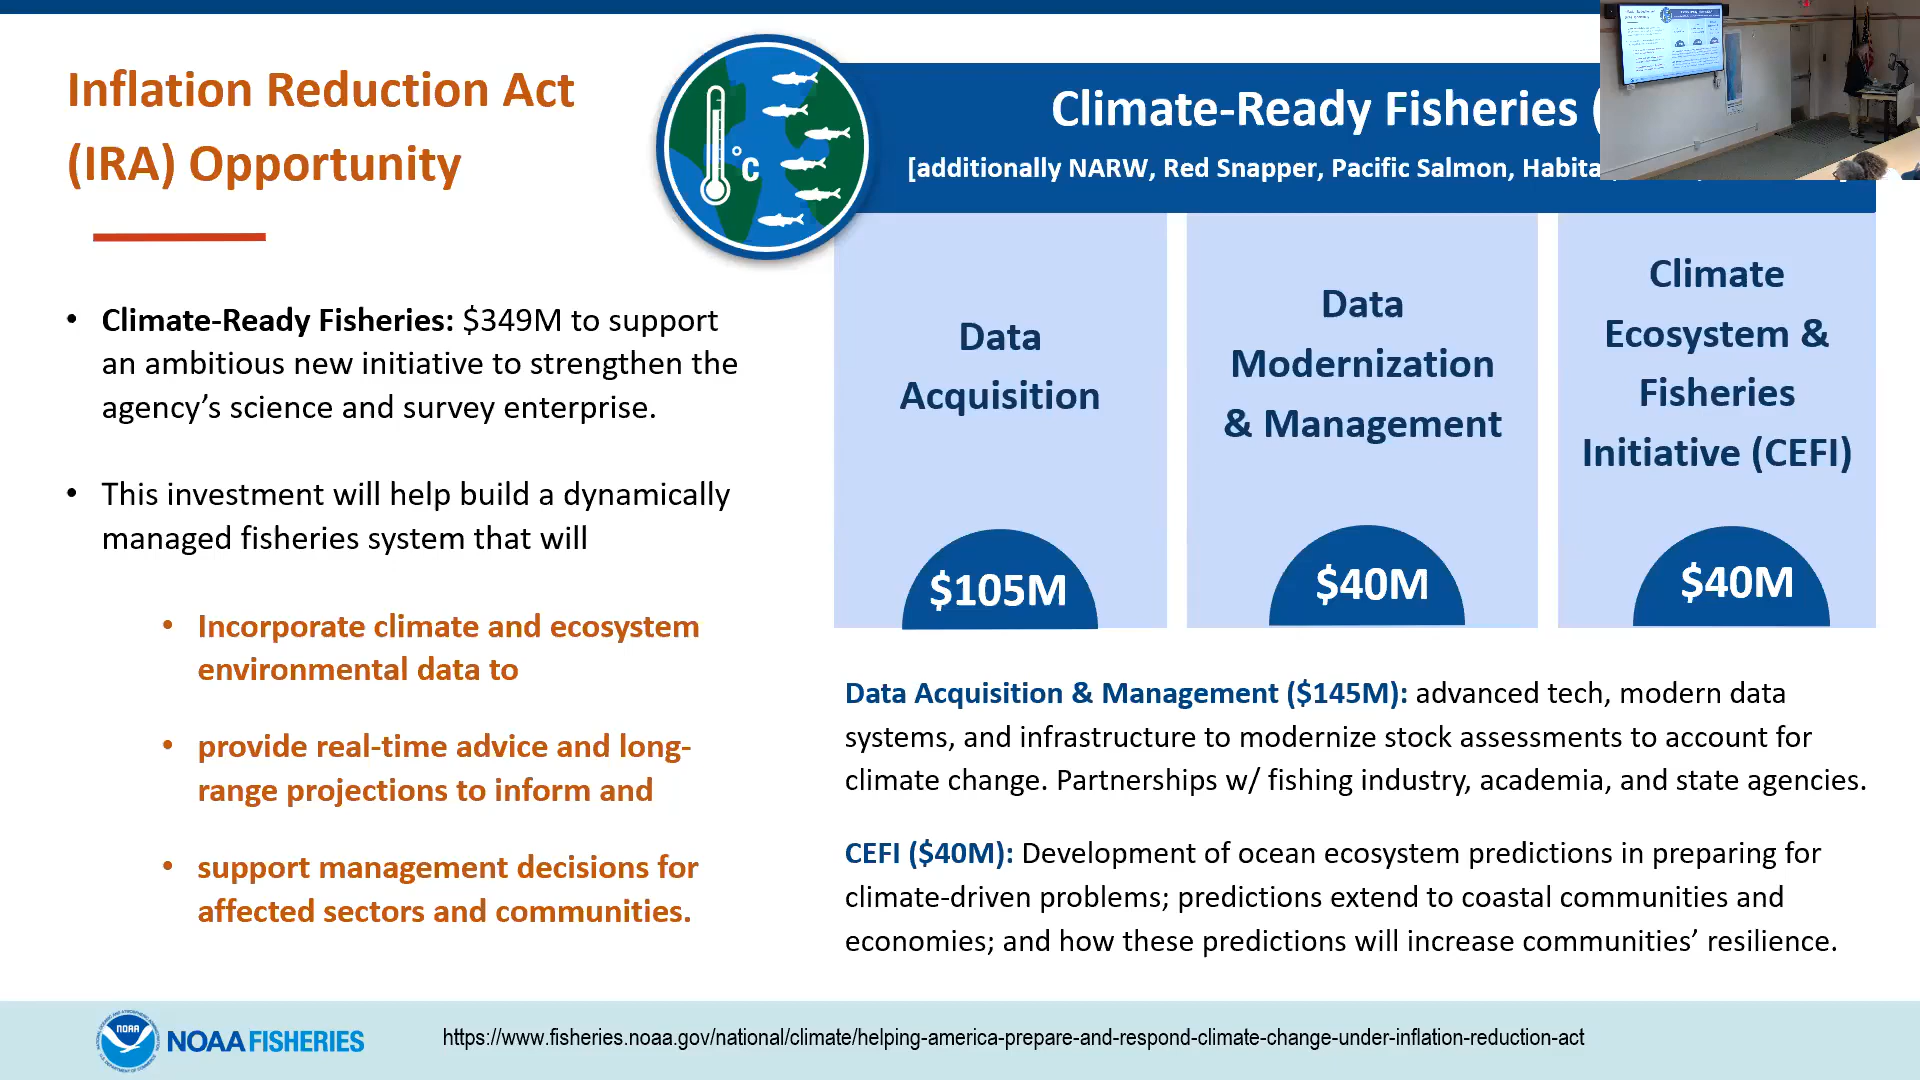 Inflation Reduction Act
(IRA) Opportunity
• Climate-Ready Fisheries: $349M to support
an ambitious new initiative to strengthen the
agency’s science and survey enterprise.
• This investment will help build a dynamically
managed fisheries system that will
• Incorporate climate and ecosystem
environmental data to
• provide real-time advice and long-
range projections to inform and
• support management decisions for
affected sectors and communities.
°C
Climate-Ready Fisheries (
[additionally NARW, Red Snapper, Pacific Salmon,
Data
Acquisition
$105M
Data
Modernization
& Management
$40M
Climate
Ecosystem &
Fisheries
Initiative (CEFI)
$40M
Data Acquisition & Management ($145M): advanced tech, modern data
systems, and infrastructure to modernize stock assessments to account for
climate change. Partnerships w/ fishing industry, academia, and state agencies.
CEFI ($40M): Development of ocean ecosystem predictions in preparing for
climate-driven problems; predictions extend to coastal communities and
economies; and how these predictions will increase communities’ resilience.
NOAA
NOAA FISHERIES
https://www.fisheries.noaa.gov/national/climate/helping-america-prepare-and-respond-climate-change-under-inflation-reduction-act